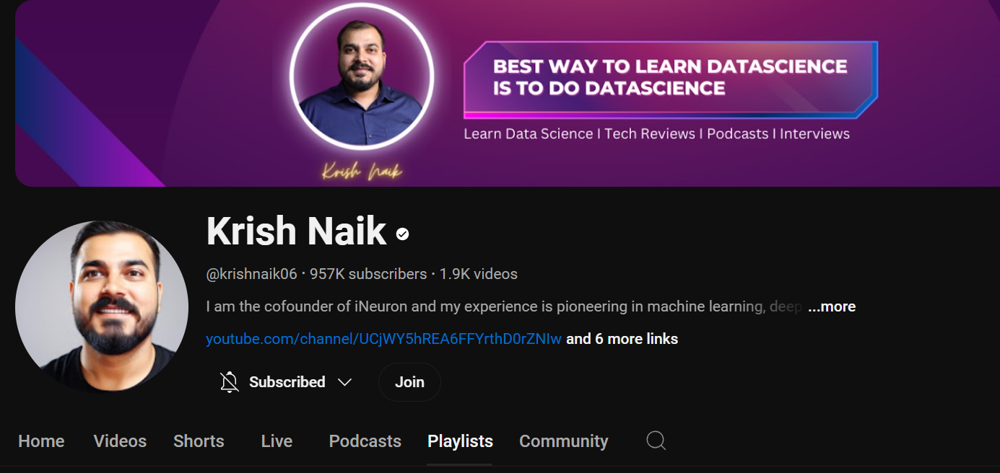 BEST WAY TO LEARN DATASCIENCE
IS TO DO DATASCIENCE
Learn Data Science I Tech Reviews I Podcasts I Interviews
Krish Naik
Krish Naik
@krishnaik06 · 957K subscribers · 1.9K videos
I am the cofounder of iNeuron and my experience is pioneering in machine learning, deep ...more
youtube.com/channel/UCjWY5hREA6FFYrthD0rZNIw and 6 more links
Subscribed Join
Home Videos Shorts Live Podcasts Playlists Community